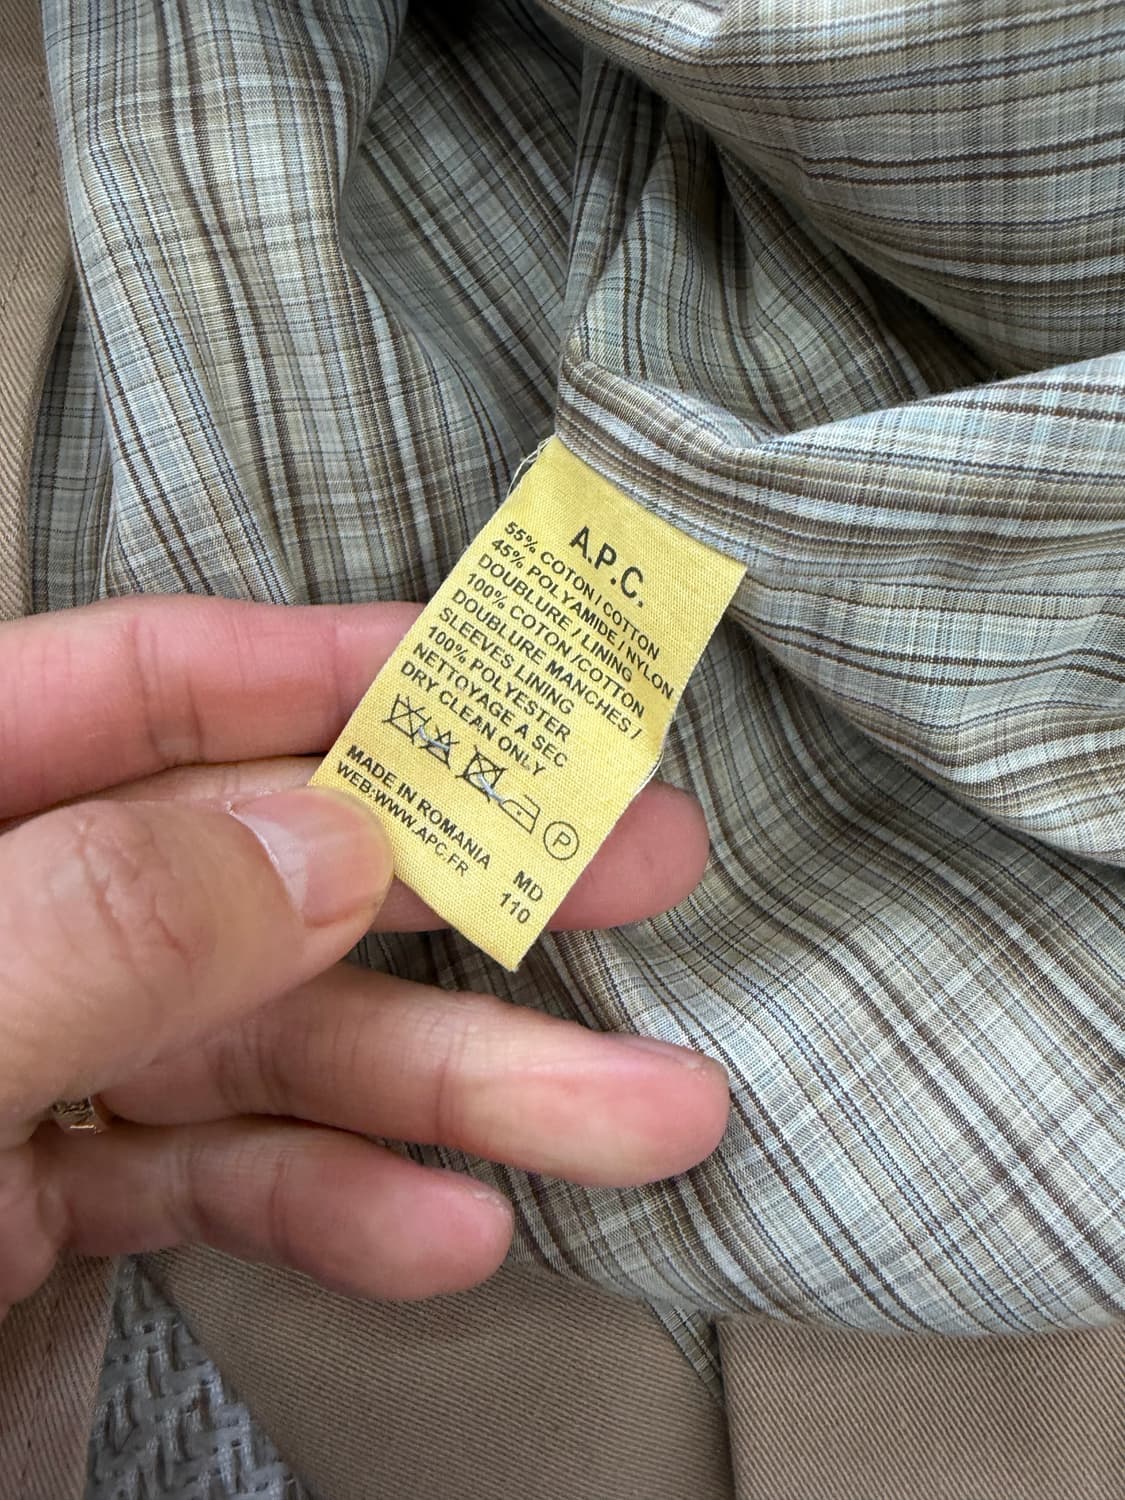 A.P.C.
55% COTON / COTTON
45% POLYAMIDE / NYLON
DOUBLURE / LINING
100% COTON /COTTON
DOUBLURE MANCHES /
SLEEVES LINING
100% POLYESTER
NETTOYAGE A SEC
DRY CLEAN ONLY
P
MADE IN ROMANIA
WEB:WWW.APC.FR
MD
110